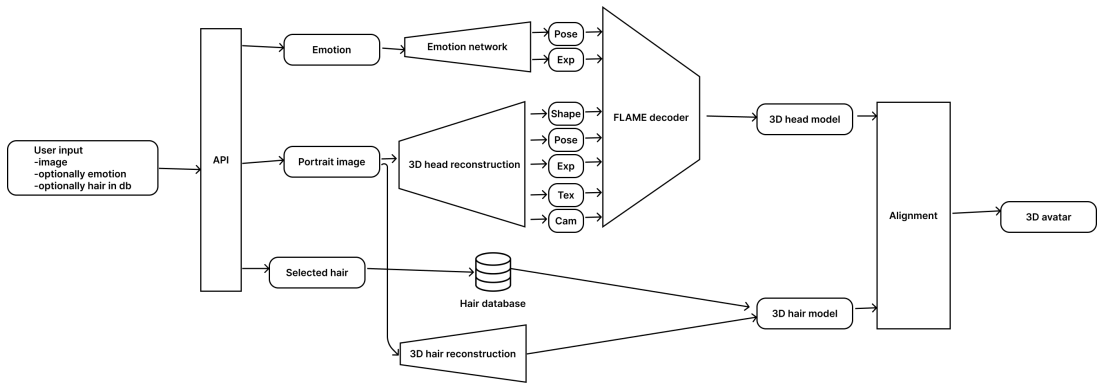 User input
-image
-optionally emotion
-optionally hair in db
API
Emotion
Emotion network
Pose
Exp
Portrait image
3D head reconstruction
Shape
Pose
Exp
Tex
Cam
FLAME decoder
3D head model
Selected hair
Hair database
3D hair reconstruction
3D hair model
Alignment
3D avatar